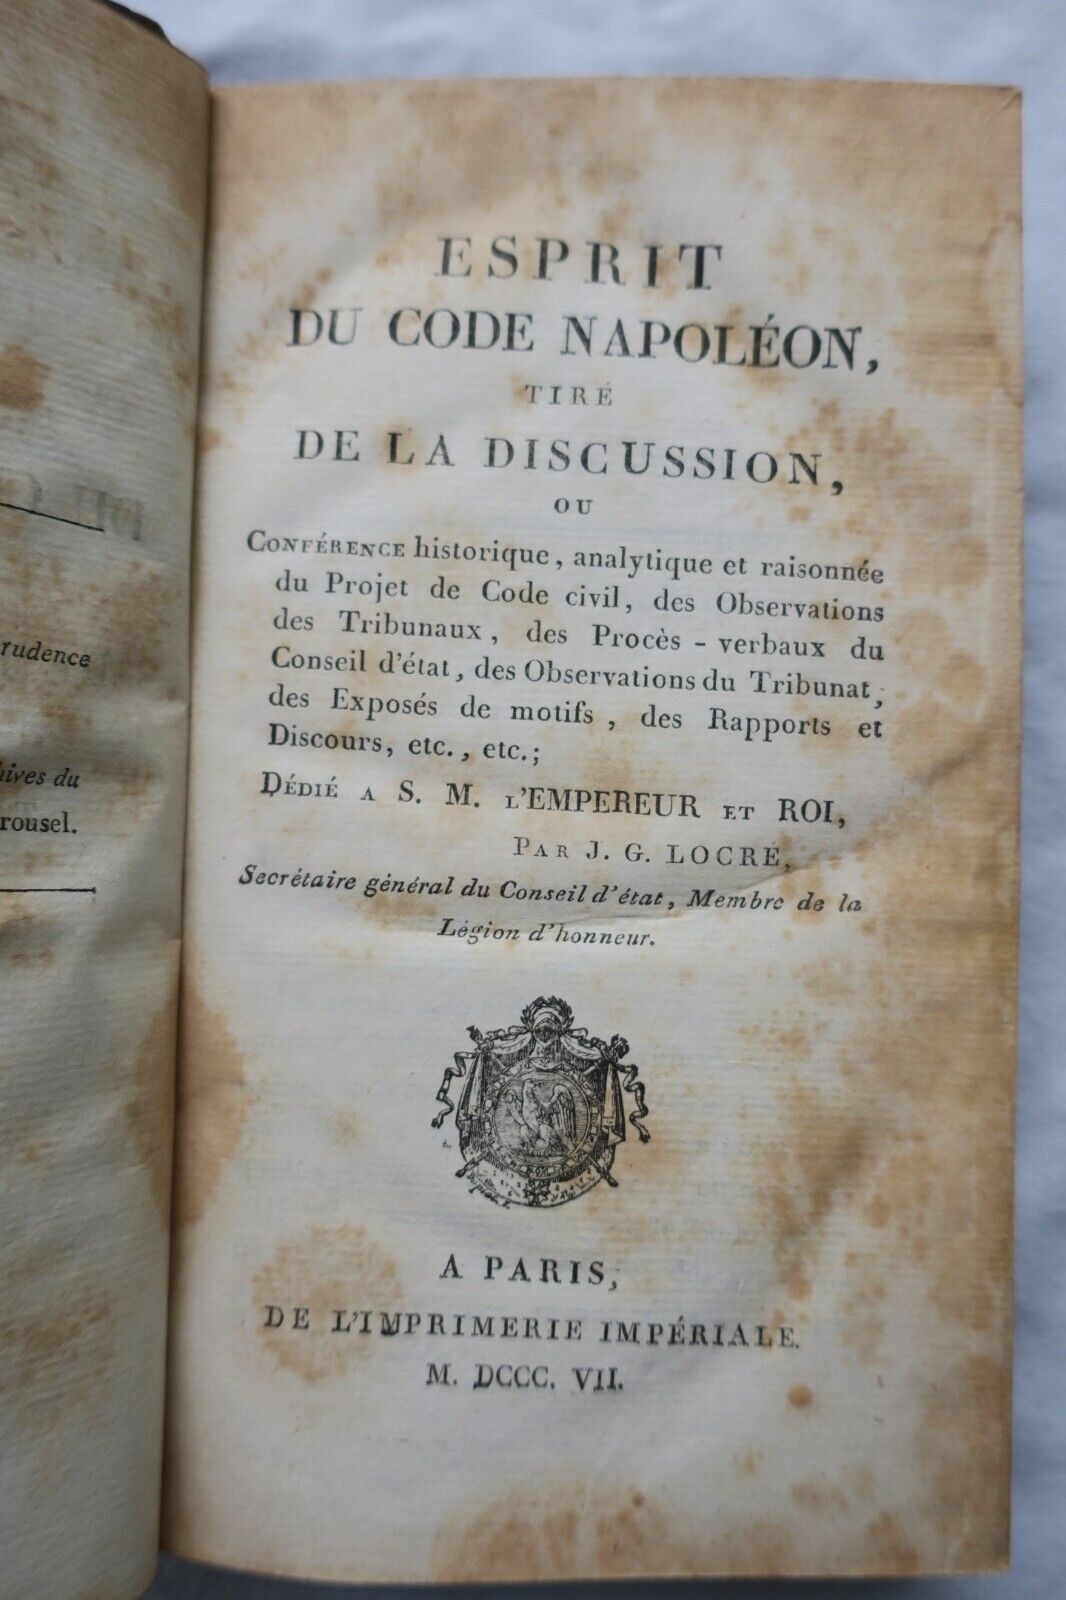 rudence
hives du
rousel.
ESPRIT
DU CODE NAPOLÉON,
TIRÉ
DE LA DISCUSSION,
OU
CONFÉRENCE historique, analytique et raisonnée
du Projet de Code civil, des Observations
des Tribunaux, des Procès-verbaux du
Conseil d'état, des Observations du Tribunat,
des Exposés de motifs, des Rapports et
Discours, etc., etc.;
DÉDIÉ A S. M. L'EMPEREUR ET ROI,
PAR J. G. LOCRÉ,
Secrétaire général du Conseil d'état, Membre de la
Légion d'honneur.
A PARIS,
DE L'IMPRIMERIE IMPÉRIALE.
M. DCCC. VII.